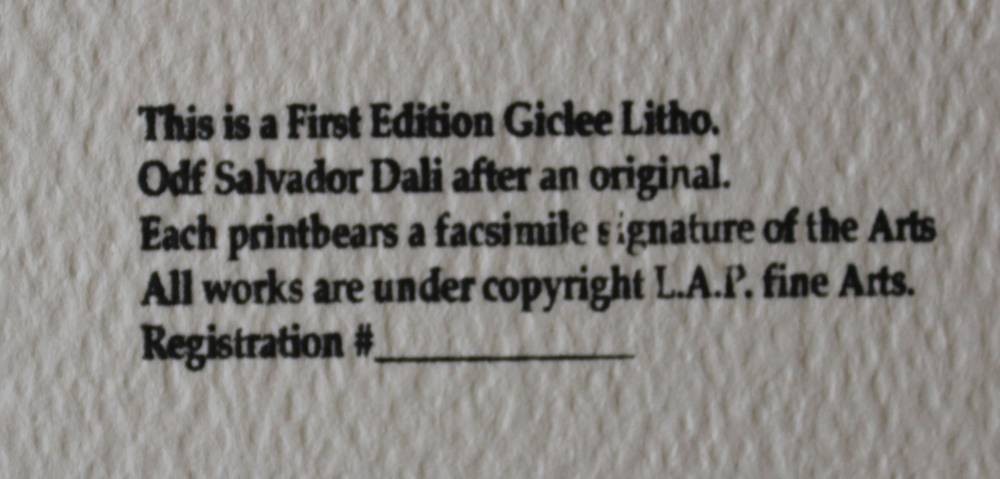 This is a First Edition Giclee Litho.
Odf Salvador Dali after an original.
Each printbears a facsimile signature of the Arts
All works are under copyright L.A.P. fine Arts.
Registration #_______________